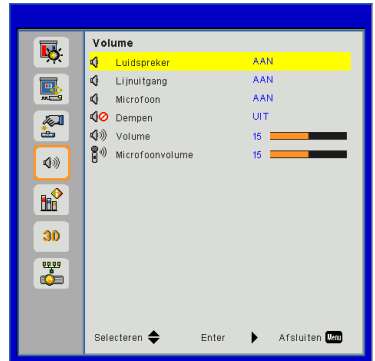 Volume
Luidspreker AAN
Lijnuitgang AAN
Microfoon AAN
Dempen UIT
Volume 15
Microfoonvolume 15
3D
Selecteren Enter Afsluiten Menu